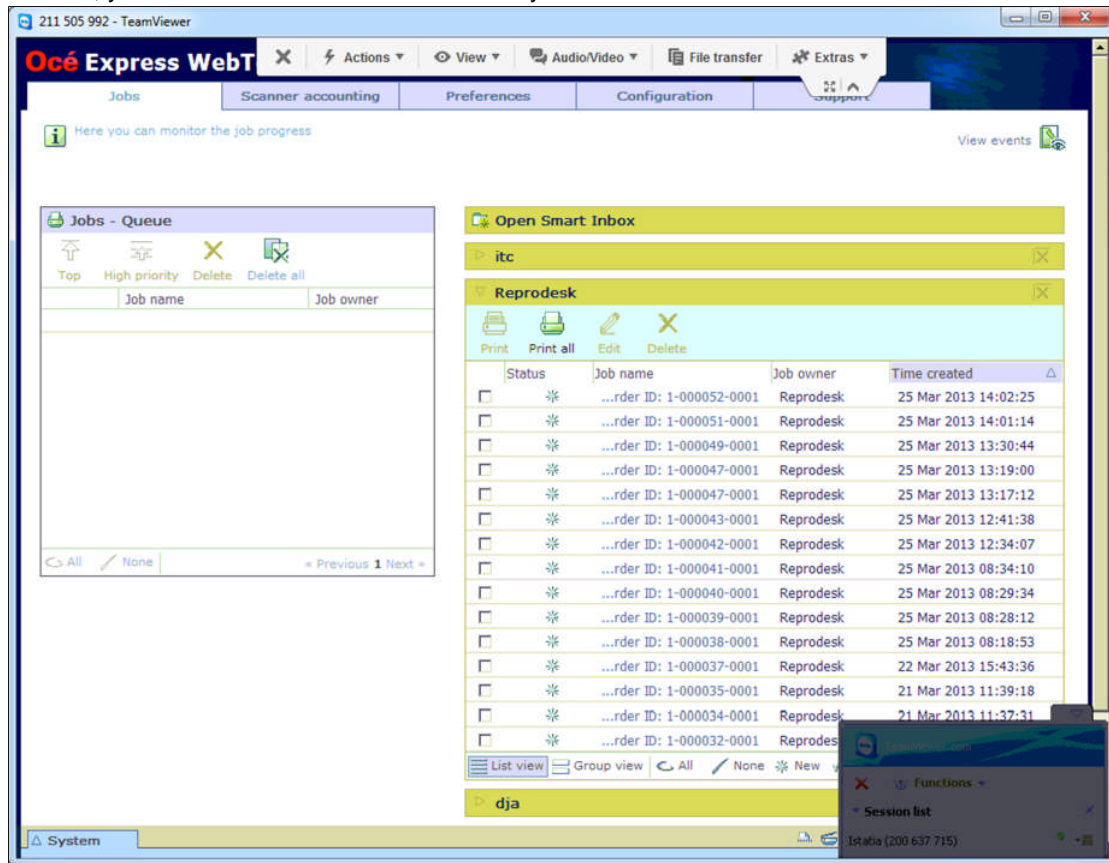 211 505 992 - TeamViewer
Océ Express WebT
Actions View Audio/Video File transfer Extras
Jobs Scanner accounting Preferences Configuration Support
Here you can monitor the job progress
View events
Jobs - Queue
Top High priority Delete Delete all
Job name Job owner
All None « Previous 1 Next »
Open Smart Inbox
itc
Reprodesk
Print Print all Edit Delete
Status Job name Job owner Time created
...rder ID: 1-000052-0001 Reprodesk 25 Mar 2013 14:02:25
...rder ID: 1-000051-0001 Reprodesk 25 Mar 2013 14:01:14
...rder ID: 1-000049-0001 Reprodesk 25 Mar 2013 13:30:44
...rder ID: 1-000047-0001 Reprodesk 25 Mar 2013 13:19:00
...rder ID: 1-000047-0001 Reprodesk 25 Mar 2013 13:17:12
...rder ID: 1-000043-0001 Reprodesk 25 Mar 2013 12:41:38
...rder ID: 1-000042-0001 Reprodesk 25 Mar 2013 12:34:07
...rder ID: 1-000041-0001 Reprodesk 25 Mar 2013 08:34:10
...rder ID: 1-000040-0001 Reprodesk 25 Mar 2013 08:29:34
...rder ID: 1-000039-0001 Reprodesk 25 Mar 2013 08:28:12
...rder ID: 1-000038-0001 Reprodesk 25 Mar 2013 08:18:53
...rder ID: 1-000037-0001 Reprodesk 22 Mar 2013 15:43:36
...rder ID: 1-000035-0001 Reprodesk 21 Mar 2013 11:39:18
...rder ID: 1-000034-0001 Reprodesk 21 Mar 2013 11:37:31
...rder ID: 1-000032-0001 Reprodes
List view Group view All None New
dja
System
Teamviewer.com
Functions
Session list
Istatia (200 637 715)